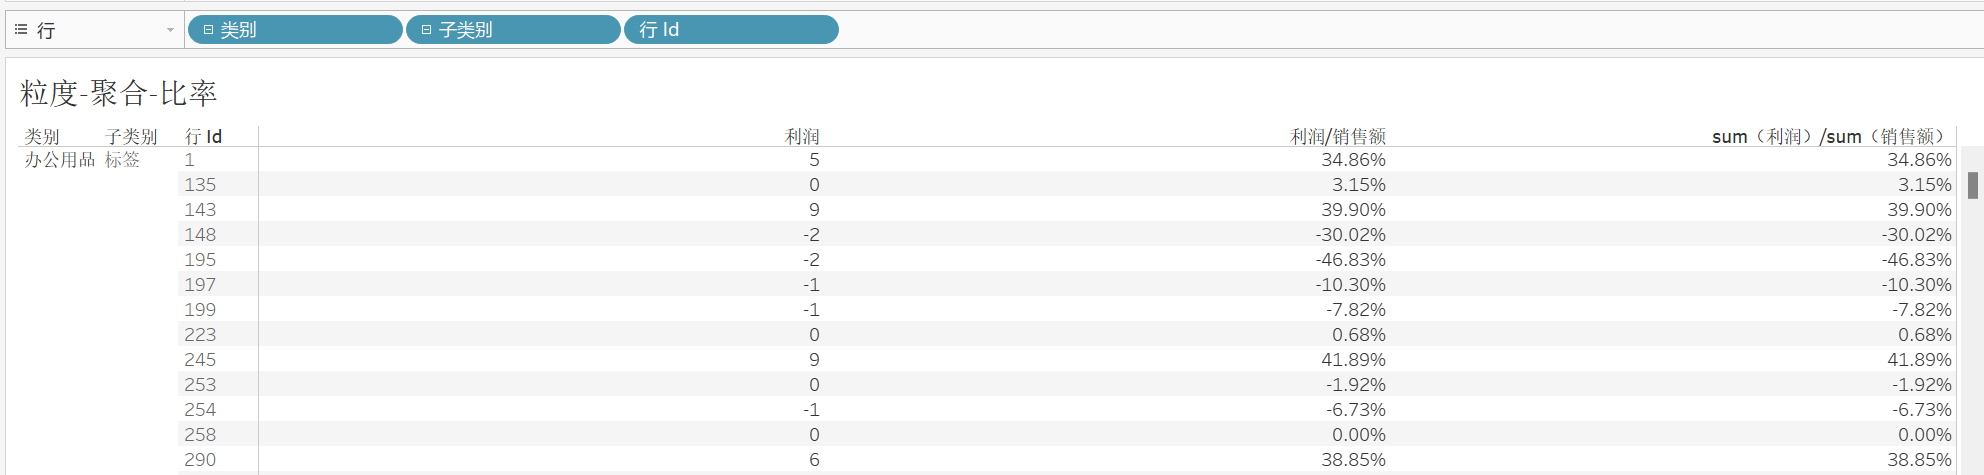 行 类别 子类别 行 Id
粒度-聚合-比率
类别 子类别 行 Id 利润 利润/销售额 sum（利润）/sum（销售额）
办公用品 标签 1 5 34.86% 34.86%
135 0 3.15% 3.15%
143 9 39.90% 39.90%
148 -2 -30.02% -30.02%
195 -2 -46.83% -46.83%
197 -1 -10.30% -10.30%
199 -1 -7.82% -7.82%
223 0 0.68% 0.68%
245 9 41.89% 41.89%
253 0 -1.92% -1.92%
254 -1 -6.73% -6.73%
258 0 0.00% 0.00%
290 6 38.85% 38.85%